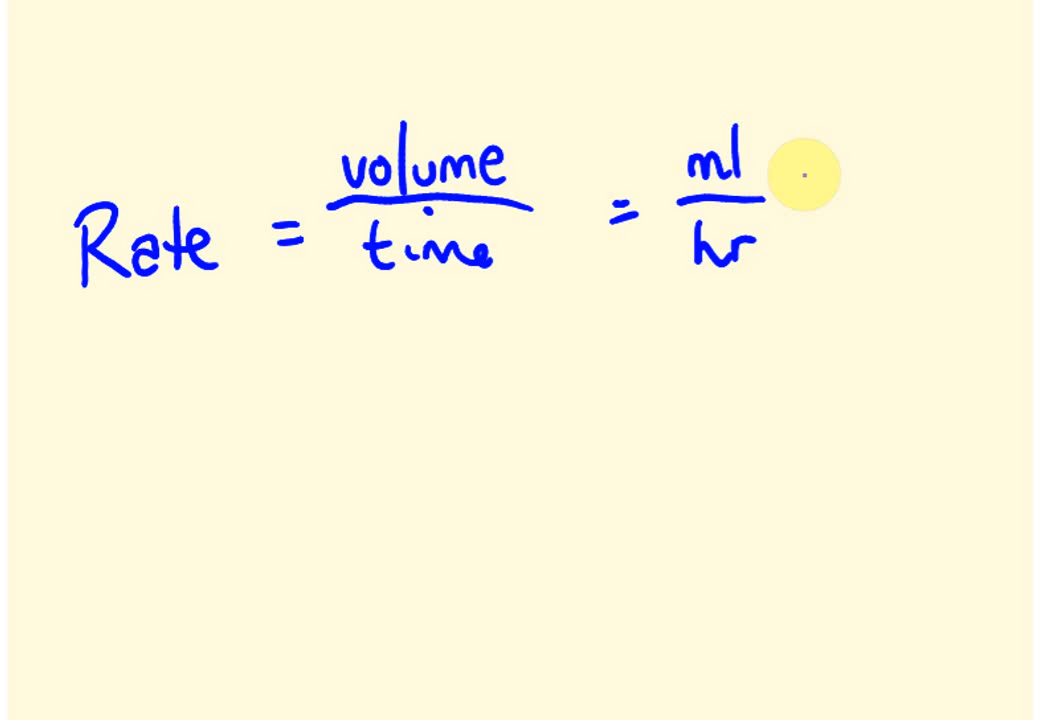 Rate = volume/time = ml/hr